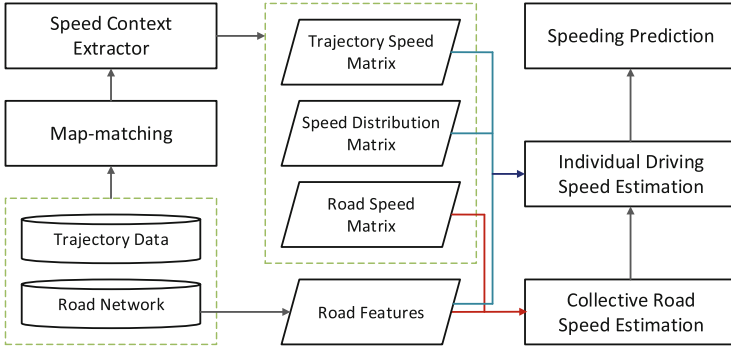 Speed Context
Extractor
Map-matching
Trajectory Data
Road Network
Trajectory Speed
Matrix
Speed Distribution
Matrix
Road Speed
Matrix
Road Features
Speeding Prediction
Individual Driving
Speed Estimation
Collective Road
Speed Estimation